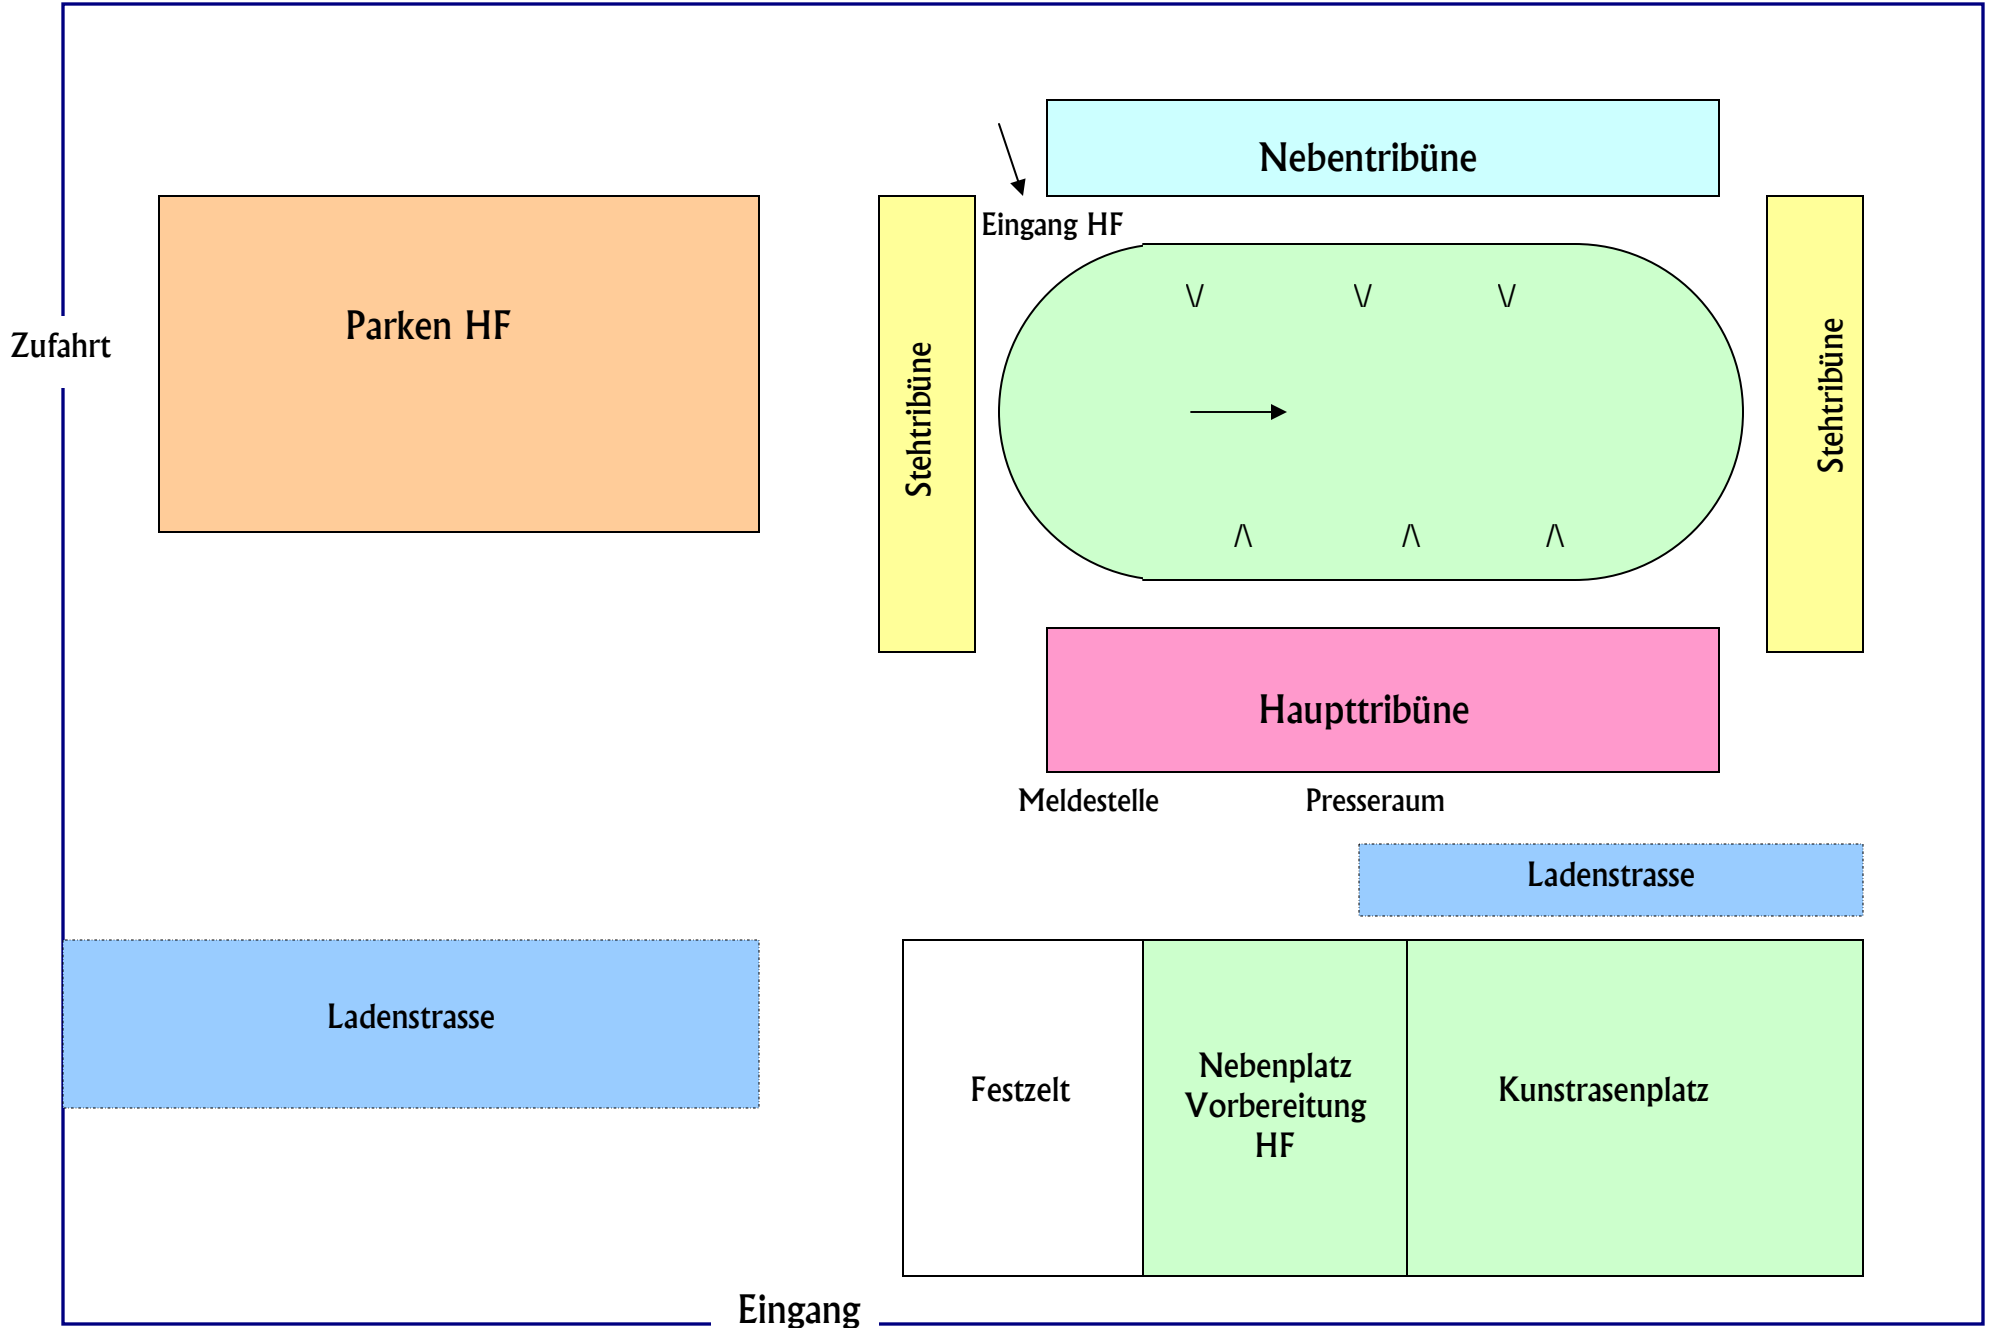 Nebentribüne
Eingang HF
Parken HF
Zufahrt
Stehtribüne
Stehtribüne
\/ \/ \/
/\ /\ /\
Haupttribüne
Meldestelle
Presseraum
Ladenstrasse
Ladenstrasse
Festzelt
Nebenplatz
Vorbereitung
HF
Kunstrasenplatz
Eingang